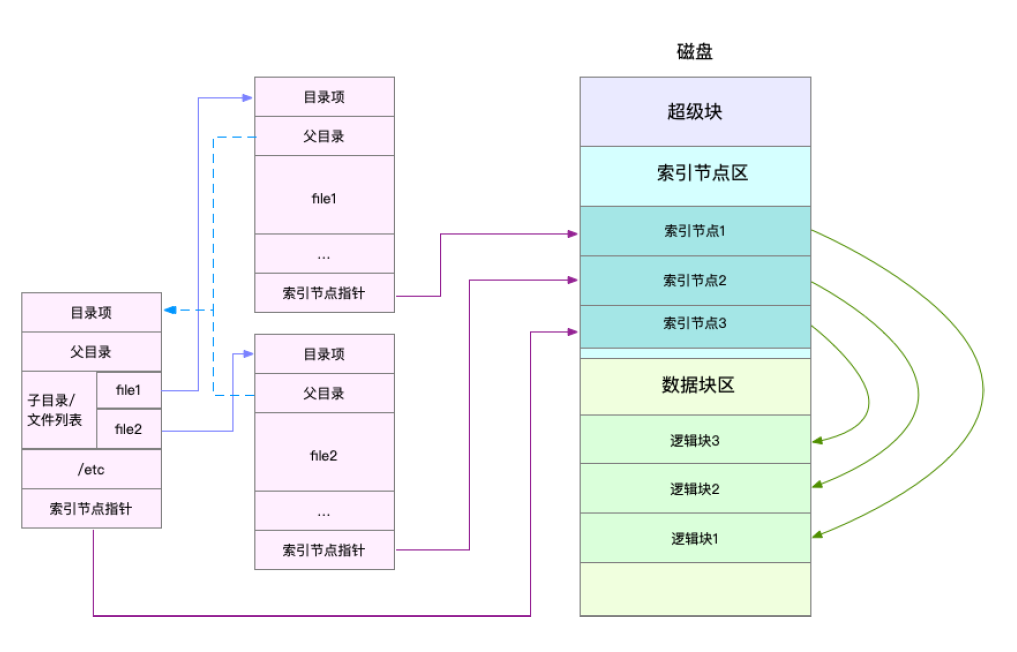 磁盘
目录项
父目录
file1
...
索引节点指针
目录项
父目录
file2
...
索引节点指针
目录项
父目录
子目录/
文件列表
file1
file2
/etc
索引节点指针
超级块
索引节点区
索引节点1
索引节点2
索引节点3
数据块区
逻辑块3
逻辑块2
逻辑块1